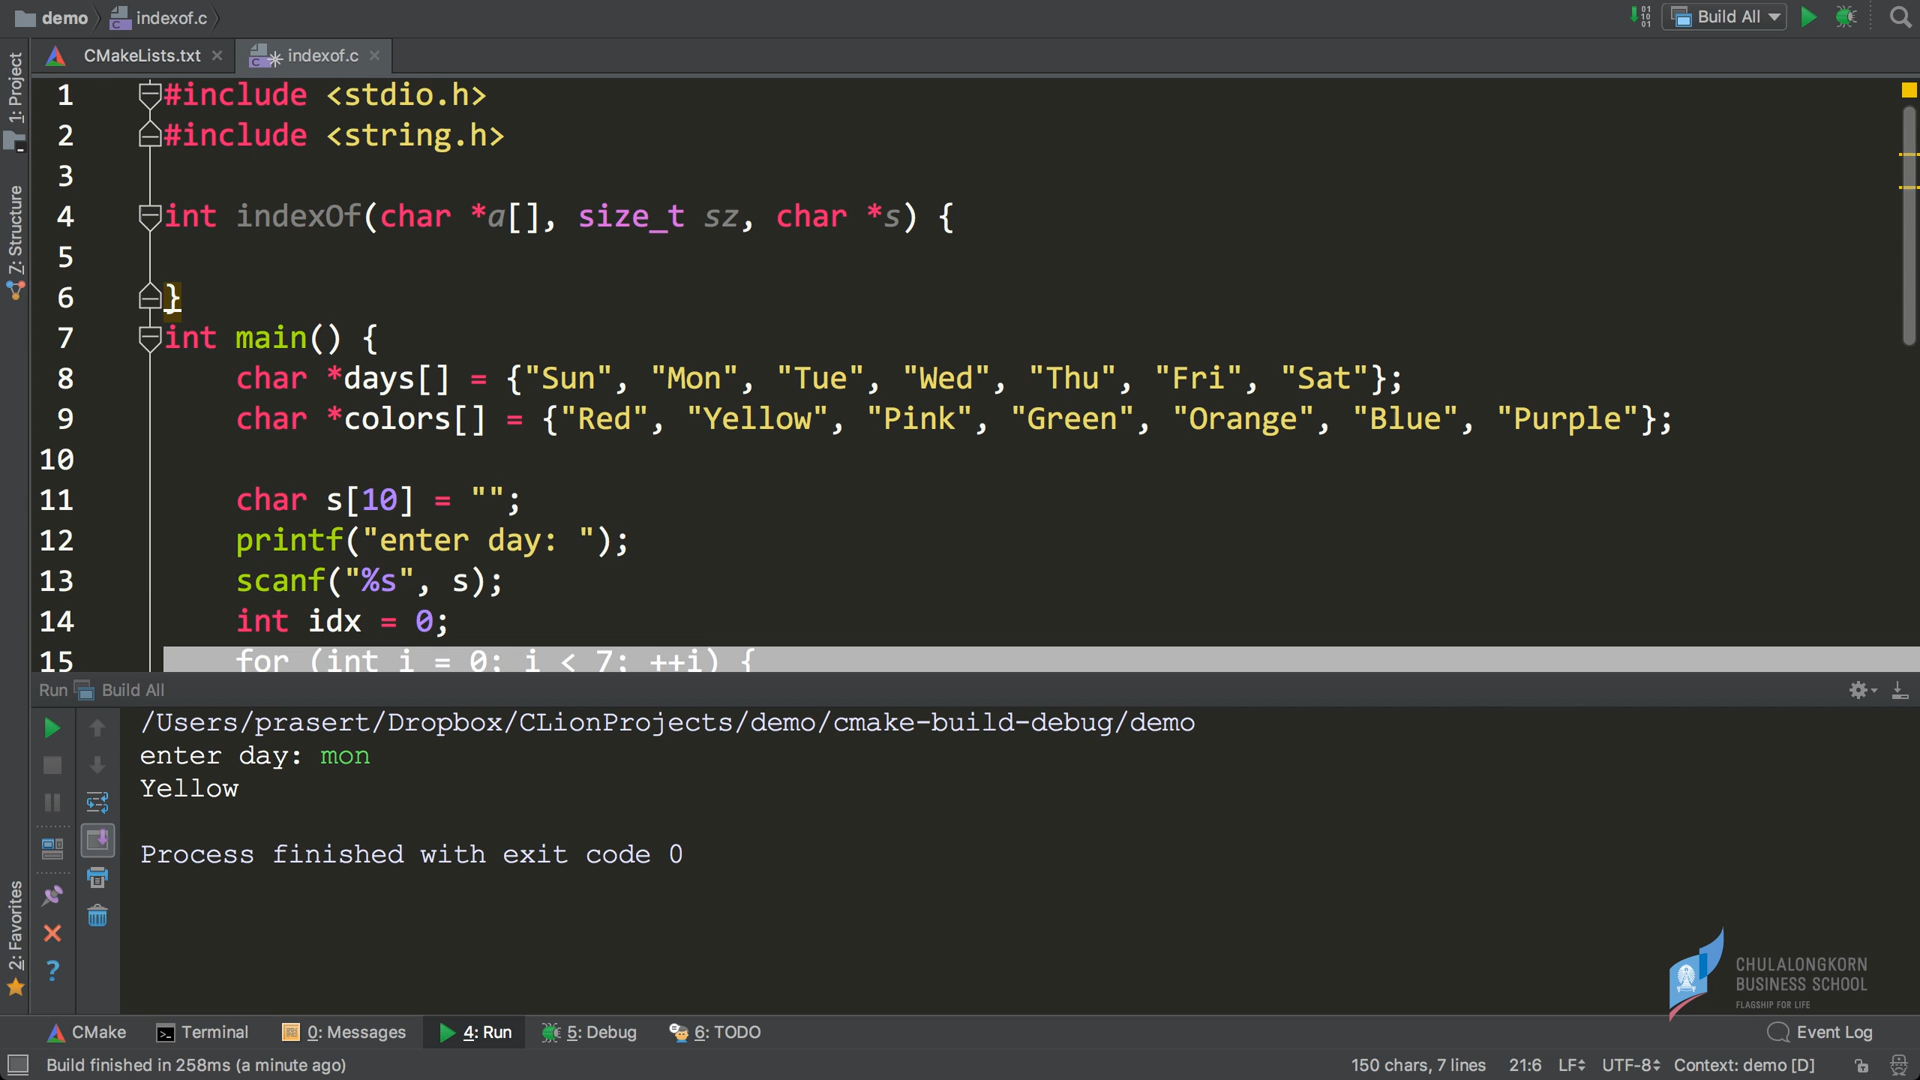 demo indexof.c Build All
CMakeLists.txt indexof.c
1: Project
Z: Structure
2: Favorites
1 #include <stdio.h>
2 #include <string.h>
3
4 int indexOf(char *a[], size_t sz, char *s) {
5
6 }
7 int main() {
8 char *days[] = {"Sun", "Mon", "Tue", "Wed", "Thu", "Fri", "Sat"};
9 char *colors[] = {"Red", "Yellow", "Pink", "Green", "Orange", "Blue", "Purple"};
10
11 char s[10] = "";
12 printf("enter day: ");
13 scanf("%s", s);
14 int idx = 0;
15 for (int i = 0; i < 7; ++i) {
Run Build All
/Users/prasert/Dropbox/CLionProjects/demo/cmake-build-debug/demo
enter day: mon
Yellow
Process finished with exit code 0
CHULALONGKORN
BUSINESS SCHOOL
FLAGSHIP FOR LIFE
CMake Terminal 0: Messages 4: Run 5: Debug 6: TODO Event Log
Build finished in 258ms (a minute ago) 150 chars, 7 lines 21:6 LF UTF-8 Context: demo [D]